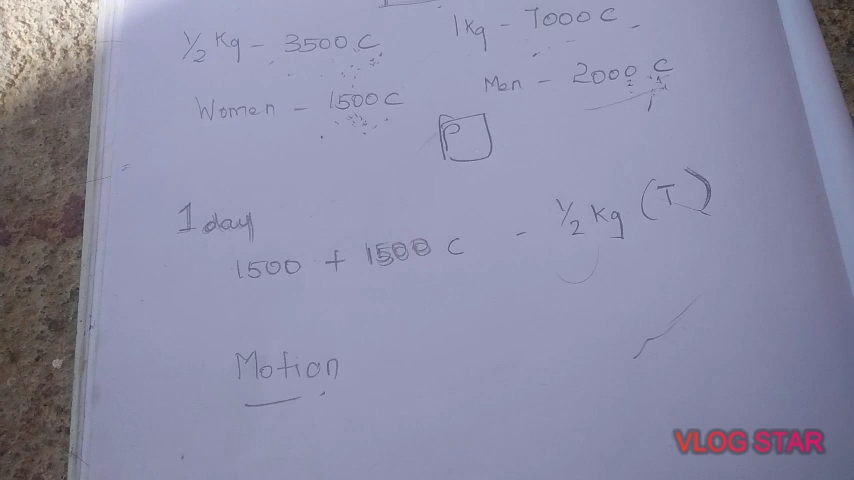 1/2 Kg - 3500 C
1 Kg - 7000 C
Women - 1500 C
Men - 2000 C
P
1 day
1500 + 1500 C - 1/2 Kg (T)
Motion
VLOG STAR